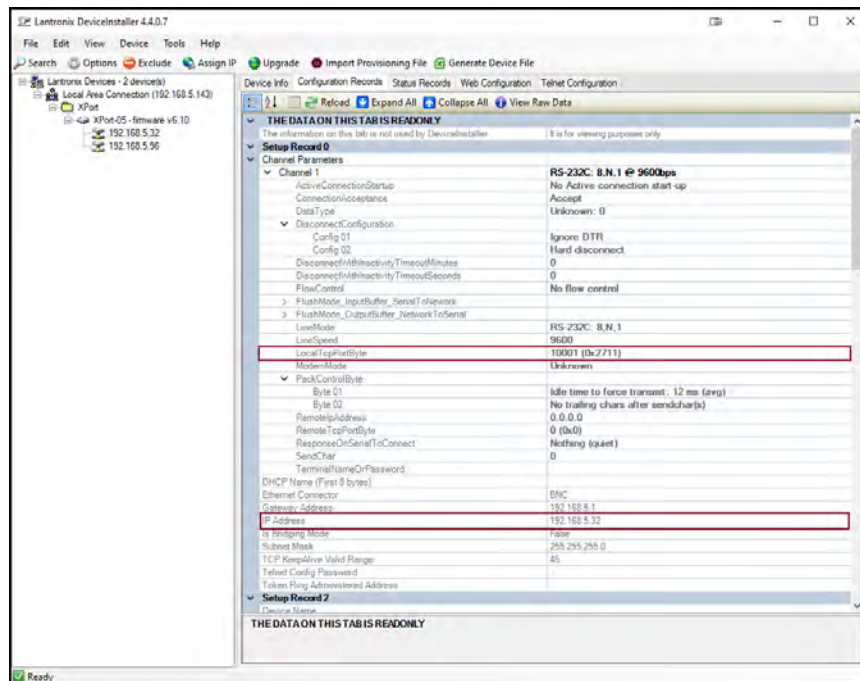 Lantronix DeviceInstaller 4.4.0.7
File Edit View Device Tools Help
Search Options Exclude Assign IP Upgrade Import Provisioning File Generate Device File
Lantronix Devices - 2 device(s)
Local Area Connection (192.168.5.143)
XPort
XPort-05 - firmware v6.10
192.168.5.32
192.168.5.96
Device Info Configuration Records Status Records Web Configuration Telnet Configuration
Reload Expand All Collapse All View Raw Data
THE DATA ON THIS TAB IS READONLY
The information on this tab is not used by DeviceInstaller It is for viewing purposes only
Setup Record 0
Channel Parameters
Channel 1 RS-232C: 8,N,1 @ 9600bps
ActiveConnectionStartup No Active connection start-up
ConnectionAcceptance Accept
DataType Unknown: 0
DisconnectConfiguration
Config 01 Ignore DTR
Config 02 Hard disconnect
DisconnectWithInactivityTimeoutMinutes 0
DisconnectWithInactivityTimeoutSeconds 0
FlowControl No flow control
FlushMode_InputBuffer_SerialToNework
FlushMode_OutputBuffer_NetworkToSerial
LineMode RS-232C: 8,N,1
LineSpeed 9600
LocalTcpPortByte 10001 (0x2711)
ModemMode Unknown
PackControlByte
Byte 01 Idle time to force transmit: 12 ms (avg)
Byte 02 No trailing chars after sendchar(s)
RemoteIpAddress 0.0.0.0
RemoteTcpPortByte 0 (0x0)
ResponseOnSerialToConnect Nothing (quiet)
SendChar 0
TerminalNameOrPassword
DHCP Name (First 8 bytes)
Ethernet Connector BNC
Gateway Address 192.168.5.1
IP Address 192.168.5.32
Is Bridging Mode False
Subnet Mask 255.255.255.0
TCP KeepAlive Valid Range 45
Telnet Config Password
Token Ring Administered Address
Setup Record 2
Device Name
THE DATA ON THIS TAB IS READONLY
Ready